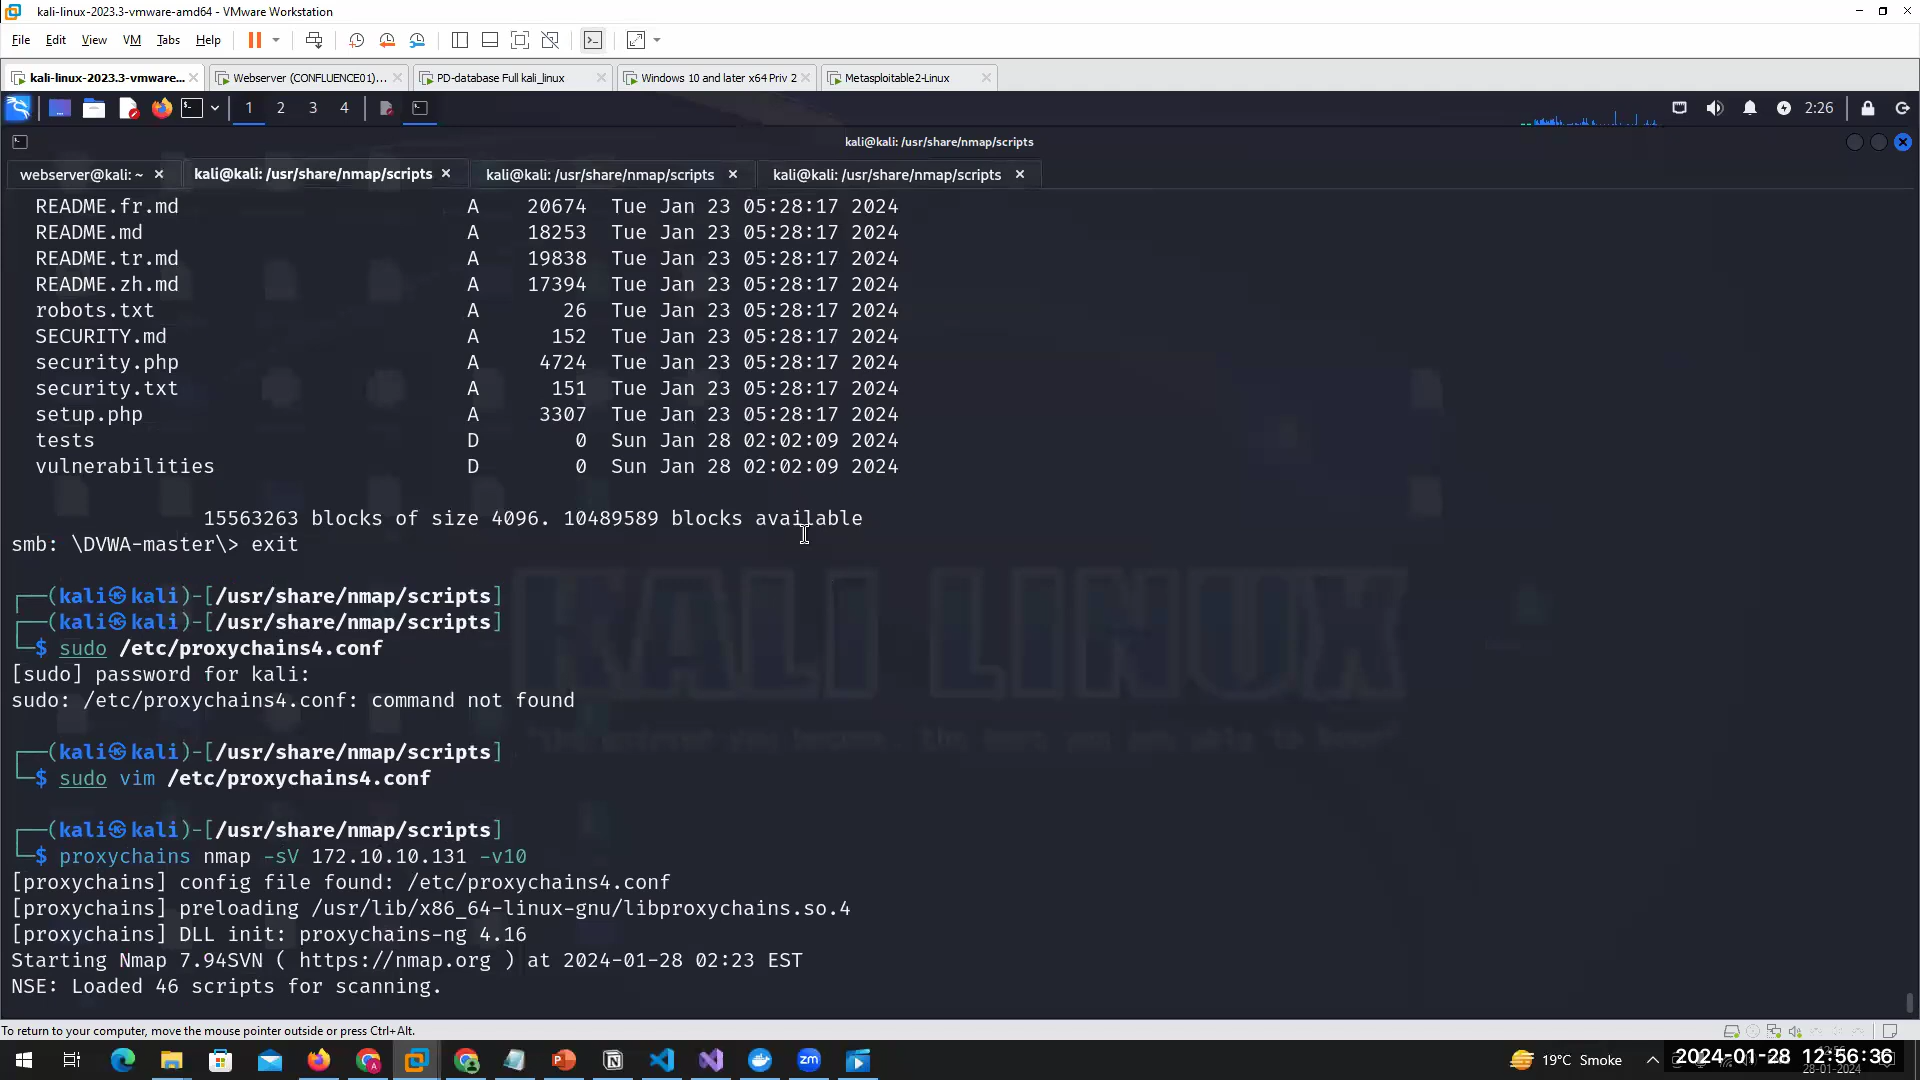 kali-linux-2023.3-vmware-amd64 - VMware Workstation
File Edit View VM Tabs Help
kali-linux-2023.3-vmware... Webserver (CONFLUENCE01)... PD-database Full kali_linux Windows 10 and later x64 Priv 2 Metasploitable2-Linux
1 2 3 4 2:26
kali@kali: /usr/share/nmap/scripts
webserver@kali: ~ kali@kali: /usr/share/nmap/scripts kali@kali: /usr/share/nmap/scripts kali@kali: /usr/share/nmap/scripts
README.fr.md A 20674 Tue Jan 23 05:28:17 2024
README.md A 18253 Tue Jan 23 05:28:17 2024
README.tr.md A 19838 Tue Jan 23 05:28:17 2024
README.zh.md A 17394 Tue Jan 23 05:28:17 2024
robots.txt A 26 Tue Jan 23 05:28:17 2024
SECURITY.md A 152 Tue Jan 23 05:28:17 2024
security.php A 4724 Tue Jan 23 05:28:17 2024
security.txt A 151 Tue Jan 23 05:28:17 2024
setup.php A 3307 Tue Jan 23 05:28:17 2024
tests D 0 Sun Jan 28 02:02:09 2024
vulnerabilities D 0 Sun Jan 28 02:02:09 2024
15563263 blocks of size 4096. 10489589 blocks available
smb: \DVWA-master\> exit
┌──(kali㉿kali)-[/usr/share/nmap/scripts]
┌──(kali㉿kali)-[/usr/share/nmap/scripts]
└─$ sudo /etc/proxychains4.conf
[sudo] password for kali:
sudo: /etc/proxychains4.conf: command not found
┌──(kali㉿kali)-[/usr/share/nmap/scripts]
└─$ sudo vim /etc/proxychains4.conf
┌──(kali㉿kali)-[/usr/share/nmap/scripts]
└─$ proxychains nmap -sV 172.10.10.131 -v10
[proxychains] config file found: /etc/proxychains4.conf
[proxychains] preloading /usr/lib/x86_64-linux-gnu/libproxychains.so.4
[proxychains] DLL init: proxychains-ng 4.16
Starting Nmap 7.94SVN ( https://nmap.org ) at 2024-01-28 02:23 EST
NSE: Loaded 46 scripts for scanning.
KALI LINUX
To return to your computer, move the mouse pointer outside or press Ctrl+Alt.
19°C Smoke
2024-01-28 12:56:36
28-01-2024